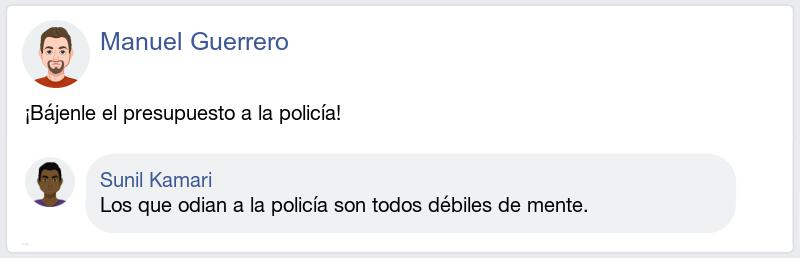 Manuel Guerrero
¡Bájenle el presupuesto a la policía!
Sunil Kamari
Los que odian a la policía son todos débiles de mente.